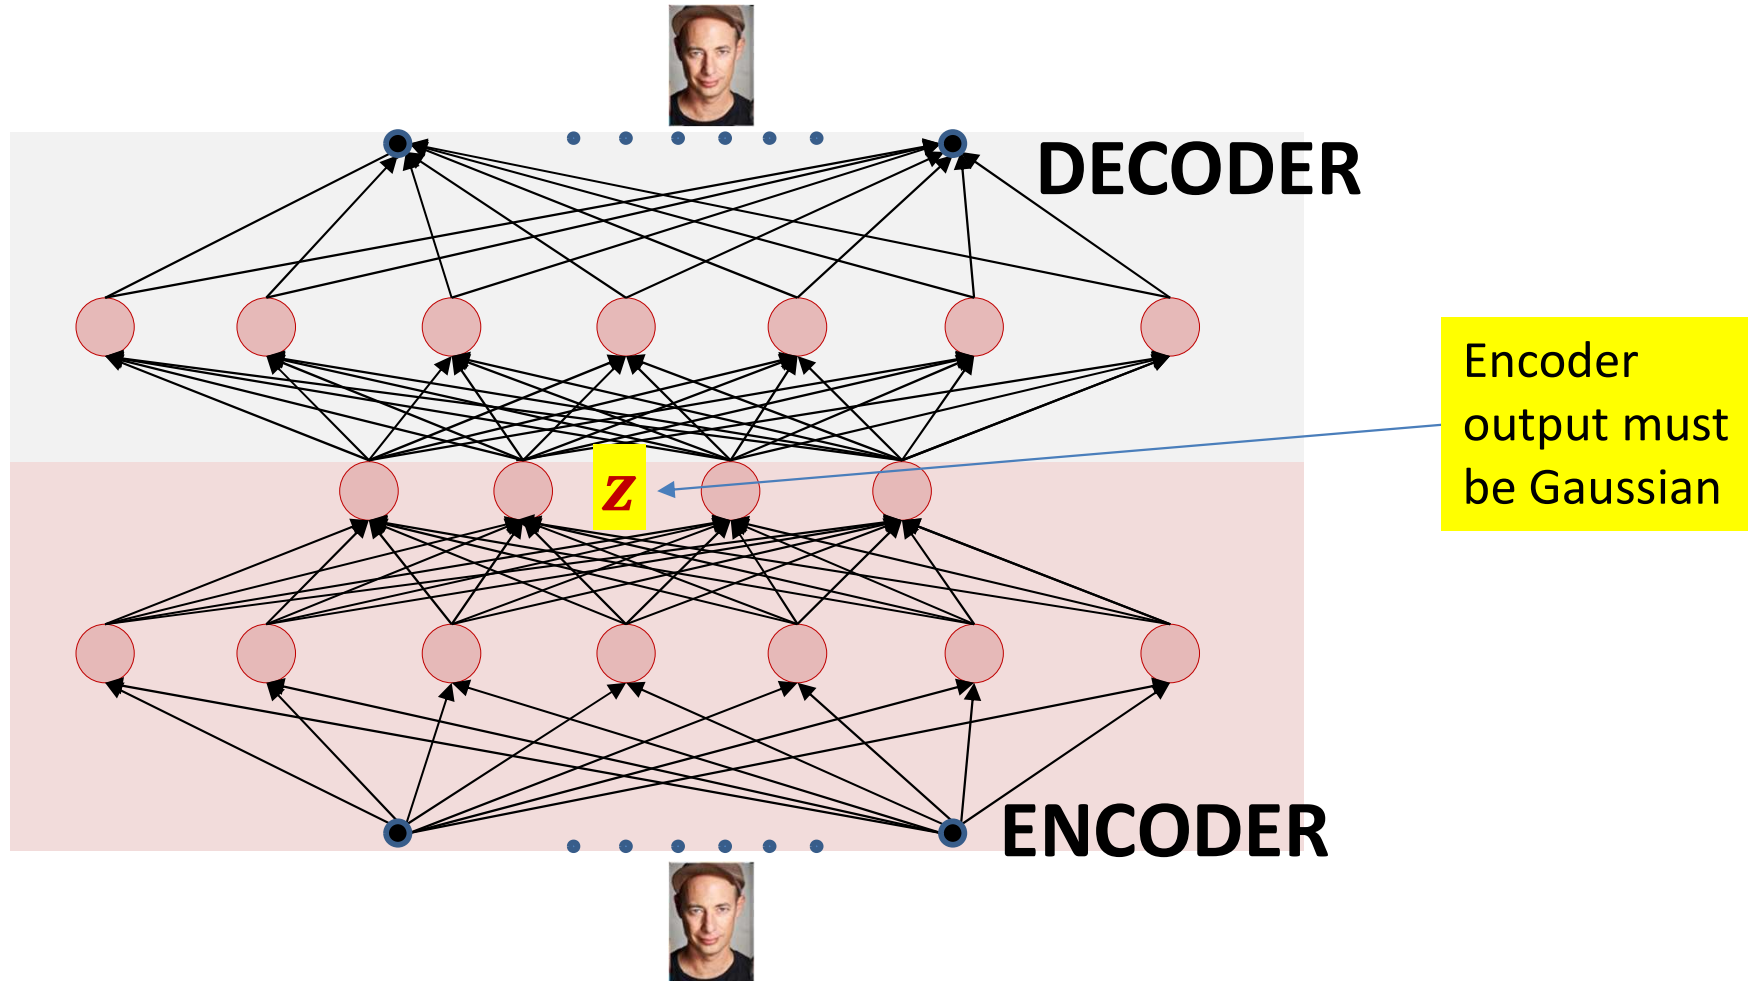 DECODER
Encoder
output must
be Gaussian
z
ENCODER